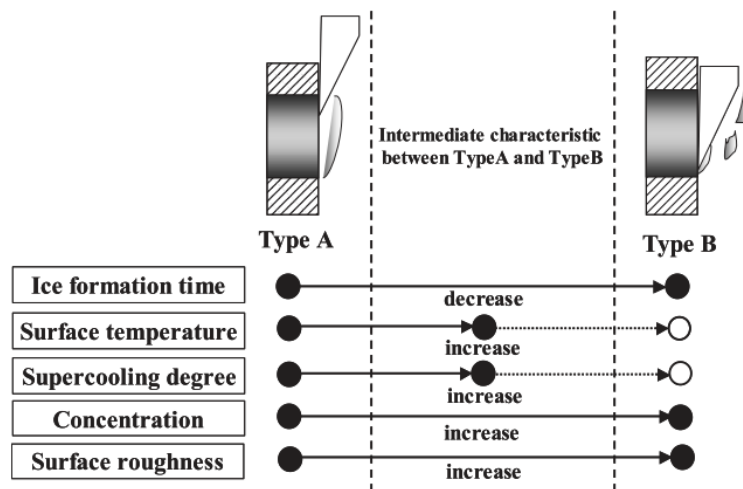 Intermediate characteristic
between TypeA and TypeB
Type A
Type B
Ice formation time
decrease
Surface temperature
increase
Supercooling degree
increase
Concentration
increase
Surface roughness
increase